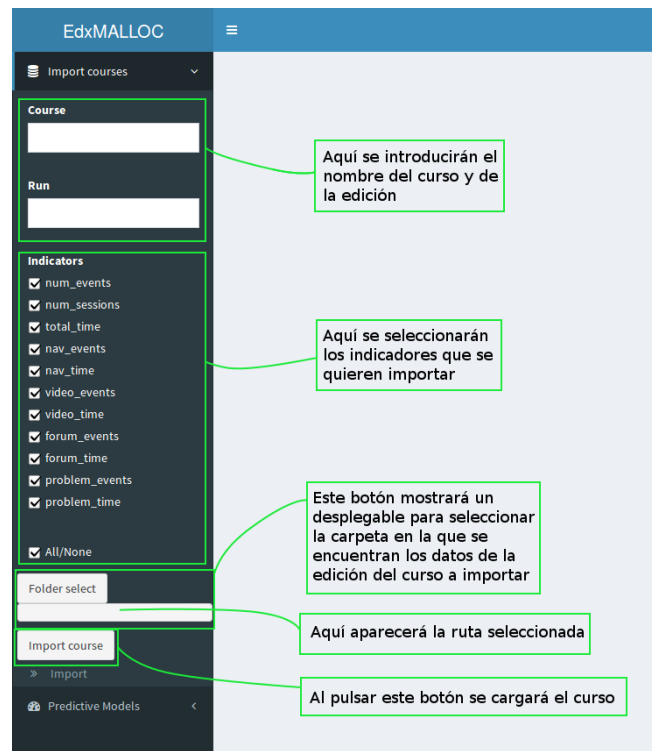 EdxMALLOC
Import courses
Course
Run
Aquí se introducirán el
nombre del curso y de
la edición
Indicators
num_events
num_sessions
total_time
nav_events
nav_time
video_events
video_time
forum_events
forum_time
problem_events
problem_time
All/None
Aquí se seleccionarán
los indicadores que se
quieren importar
Folder select
Este botón mostrará un
desplegable para seleccionar
la carpeta en la que se
encuentran los datos de la
edición del curso a importar
Aquí aparecerá la ruta seleccionada
Import course
Al pulsar este botón se cargará el curso
Import
Predictive Models